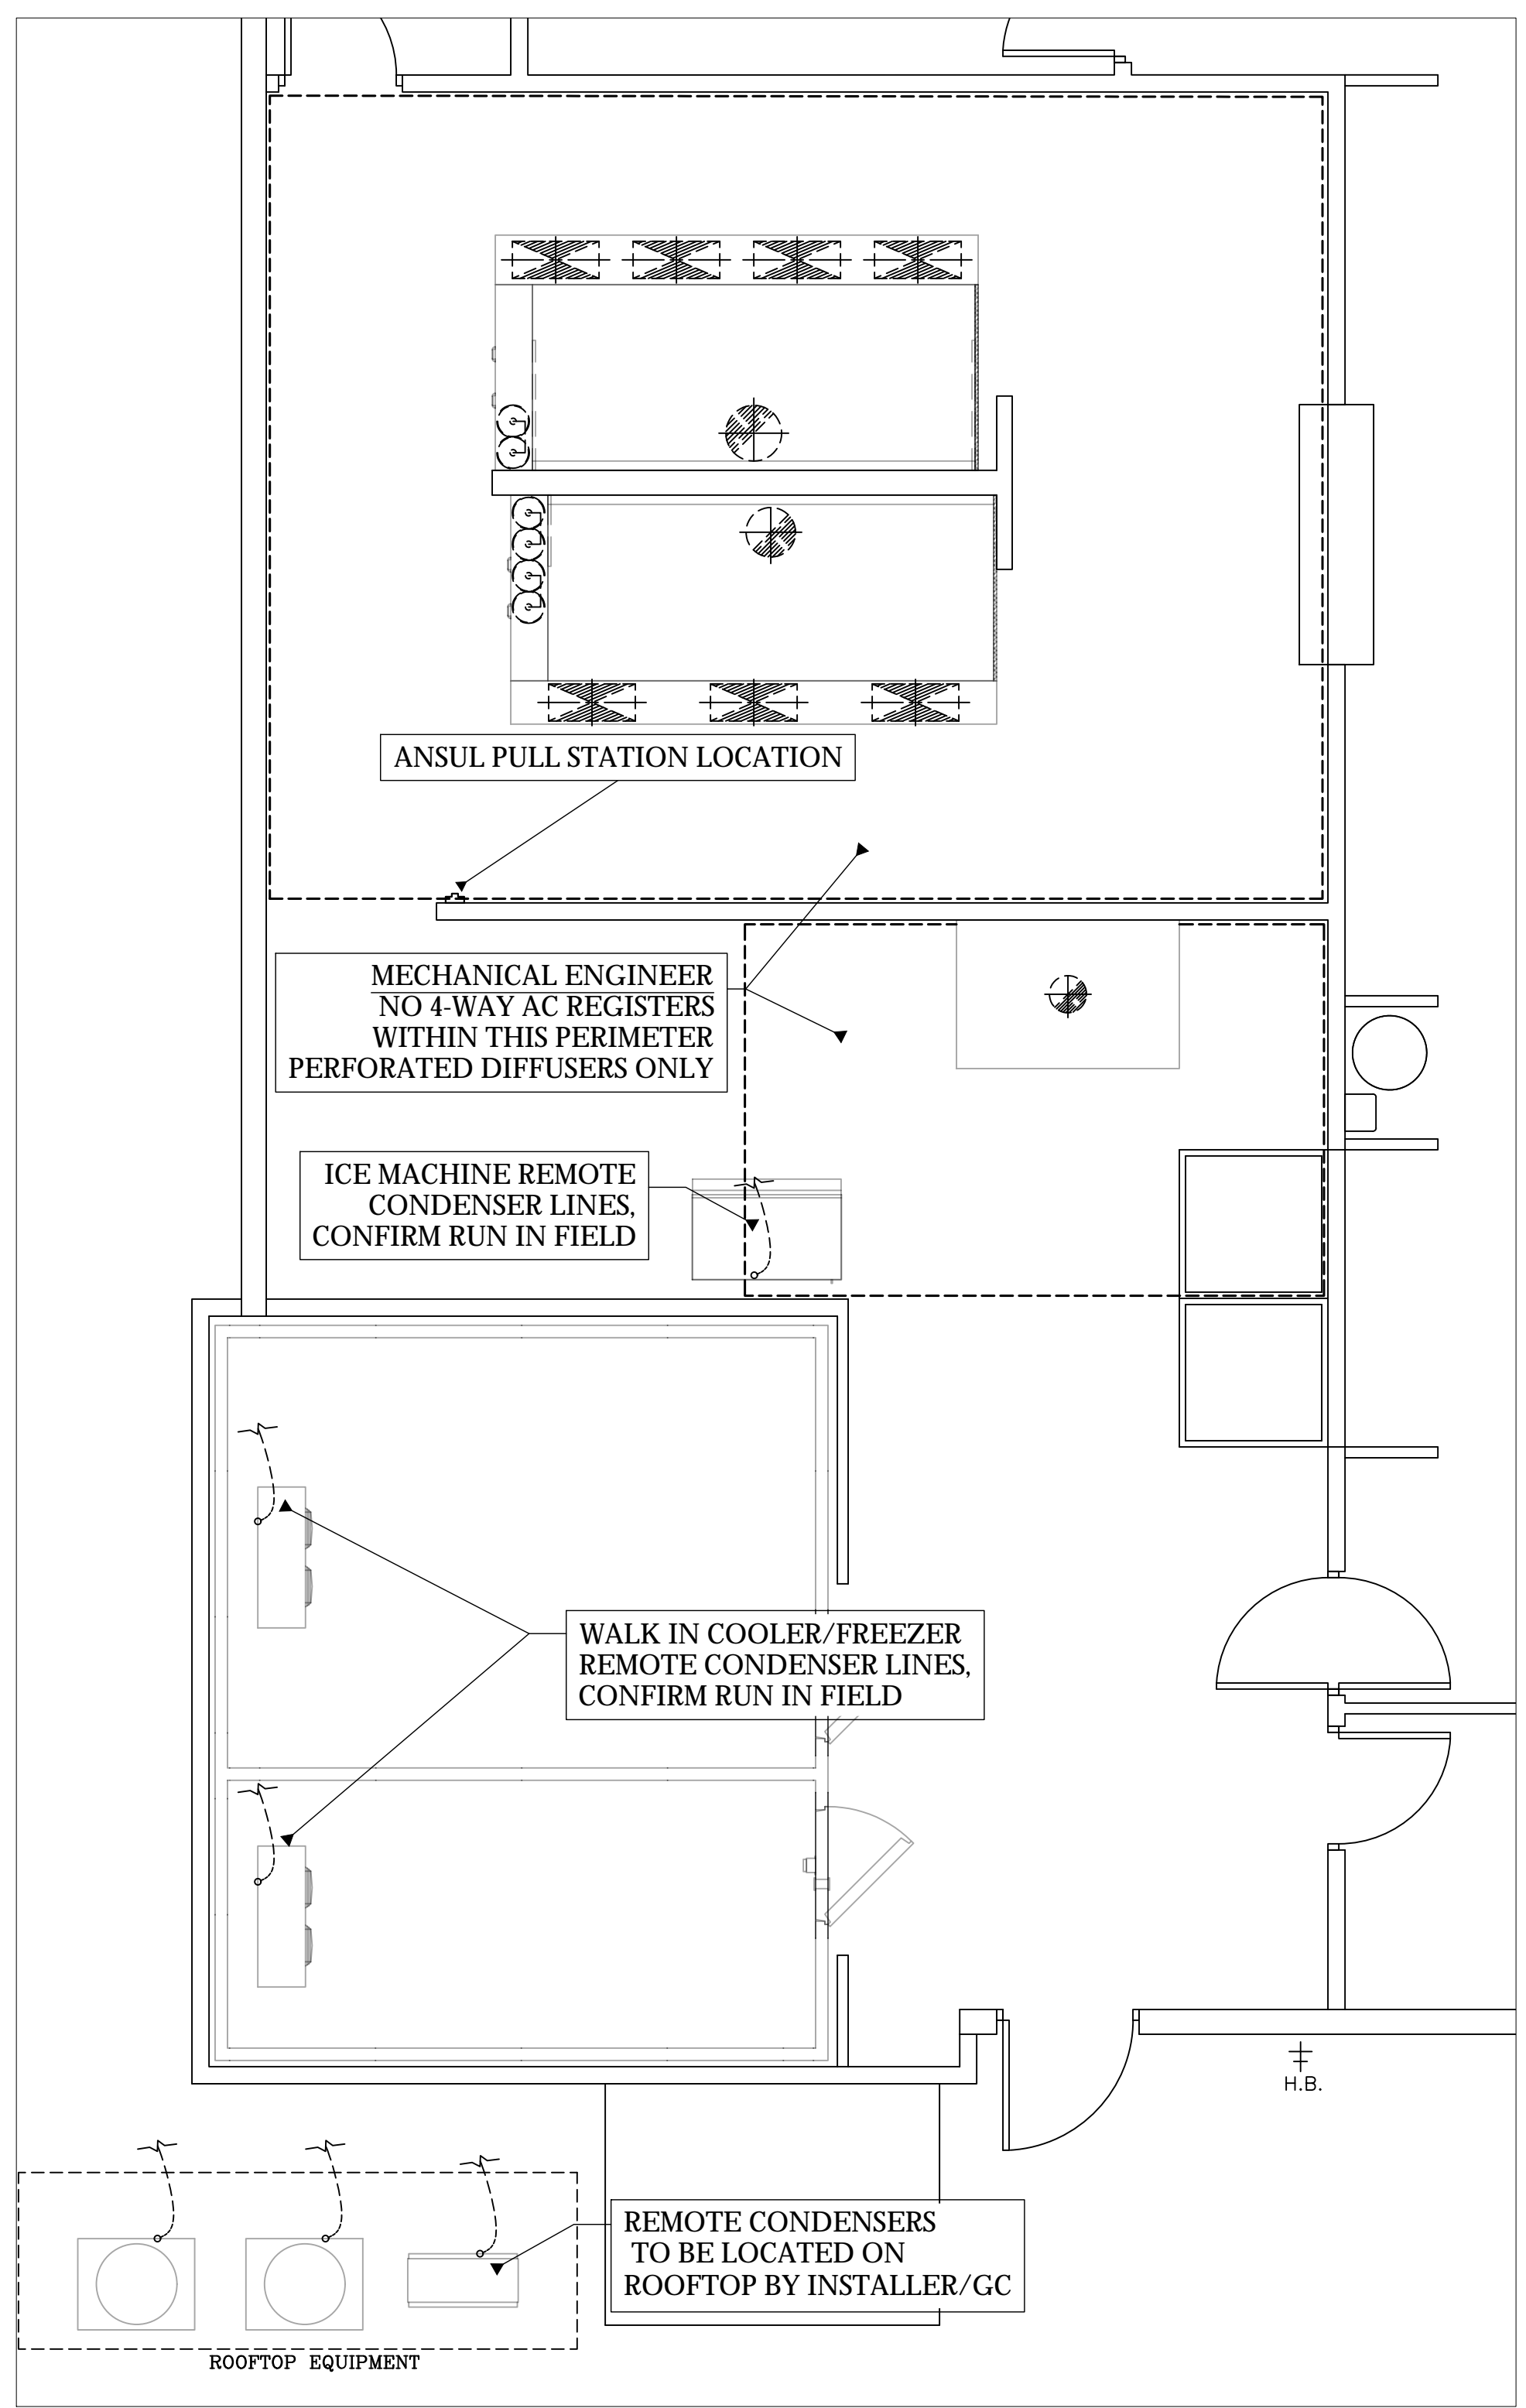 ANSUL PULL STATION LOCATION
MECHANICAL ENGINEER
NO 4-WAY AC REGISTERS
WITHIN THIS PERIMETER
PERFORATED DIFFUSERS ONLY
ICE MACHINE REMOTE
CONDENSER LINES,
CONFIRM RUN IN FIELD
WALK IN COOLER/FREEZER
REMOTE CONDENSER LINES,
CONFIRM RUN IN FIELD
H.B.
REMOTE CONDENSERS
TO BE LOCATED ON
ROOFTOP BY INSTALLER/GC
ROOFTOP EQUIPMENT